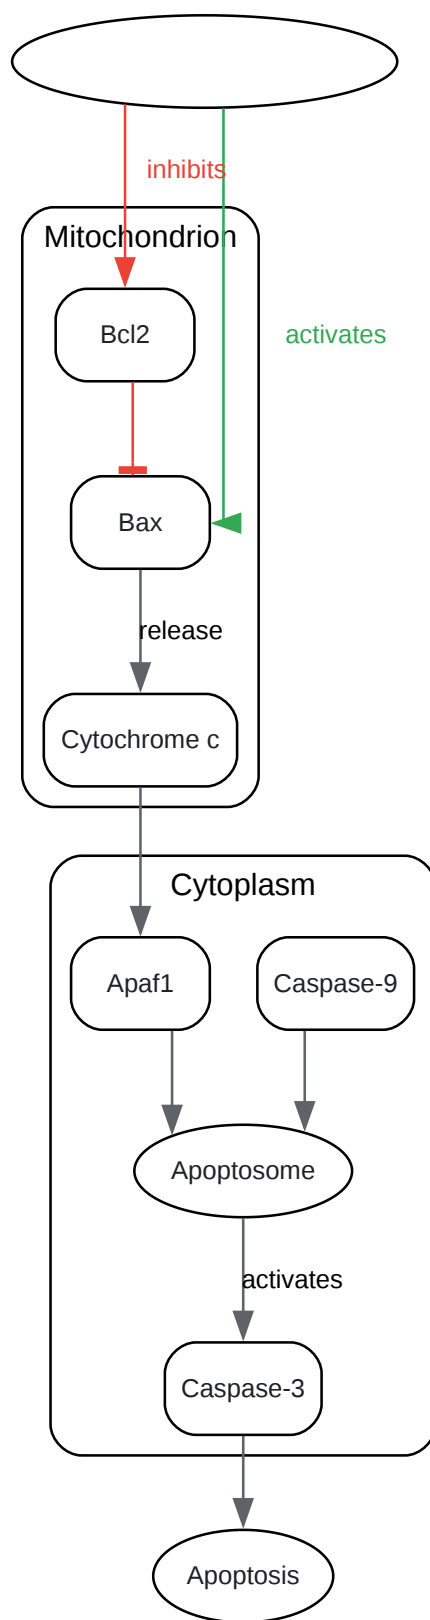 inhibits
Mitochondrion
Bcl2
activates
Bax
release
Cytochrome c
Cytoplasm
Apaf1
Caspase-9
Apoptosome
activates
Caspase-3
Apoptosis